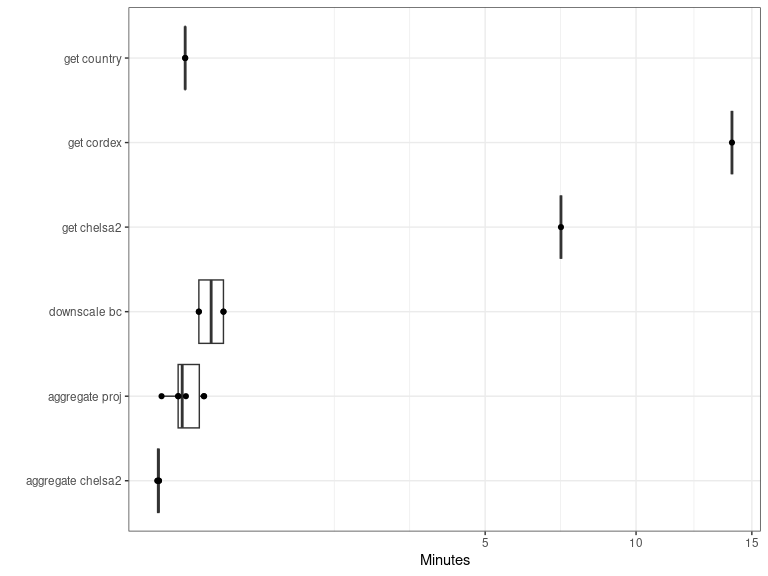 get country
get cordex
get chelsa2
downscale bc
aggregate proj
aggregate chelsa2
5
10
15
Minutes